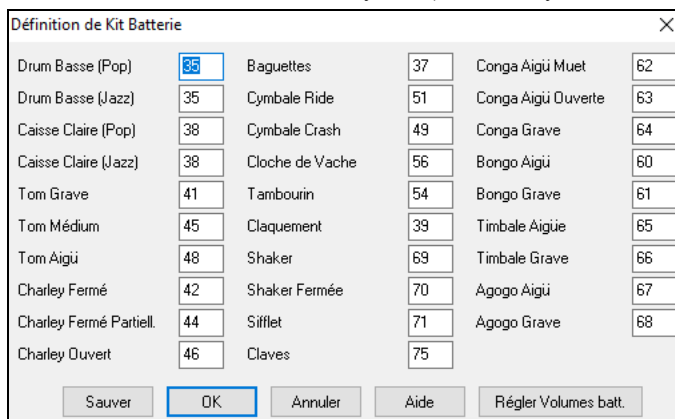 Définition de Kit Batterie
Drum Basse (Pop) 35 Baguettes 37 Conga Aigü Muet 62
Drum Basse (Jazz) 35 Cymbale Ride 51 Conga Aigü Ouverte 63
Caisse Claire (Pop) 38 Cymbale Crash 49 Conga Grave 64
Caisse Claire (Jazz) 38 Cloche de Vache 56 Bongo Aigü 60
Tom Grave 41 Tambourin 54 Bongo Grave 61
Tom Médium 45 Claquement 39 Timbale Aigüe 65
Tom Aigü 48 Shaker 69 Timbale Grave 66
Charley Fermé 42 Shaker Fermée 70 Agogo Aigü 67
Charley Fermé Partiell. 44 Sifflet 71 Agogo Grave 68
Charley Ouvert 46 Claves 75
Sauver OK Annuler Aide Régler Volumes batt.